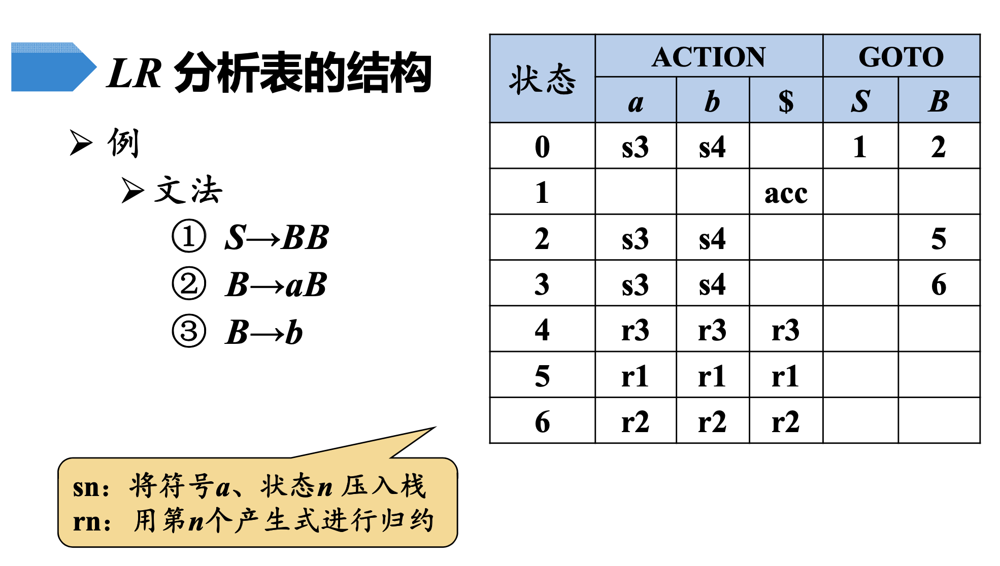 LR 分析表的结构
例
文法
① S→BB
② B→aB
③ B→b
sn：将符号a、状态n 压入栈
rn： 用第n个产生式进行归约
状态 ACTION GOTO
a b $ S B
0 s3 s4 1 2
1 acc
2 s3 s4 5
3 s3 s4 6
4 r3 r3 r3
5 r1 r1 r1
6 r2 r2 r2